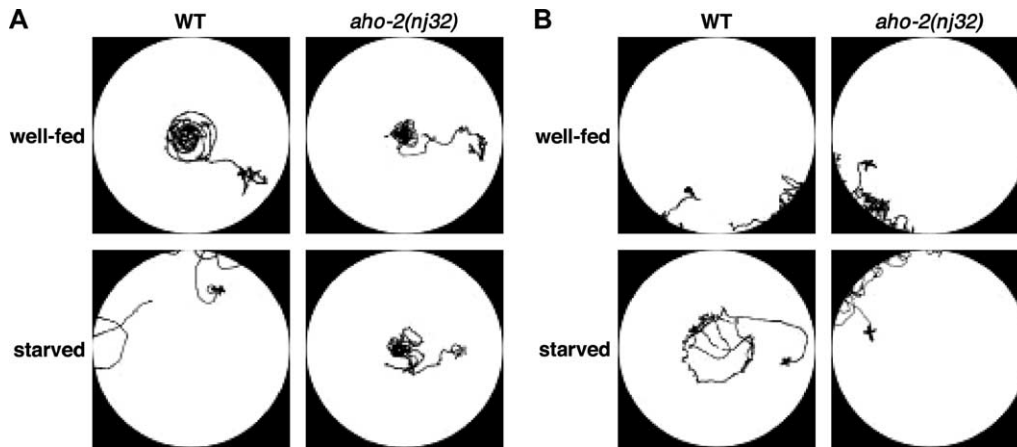 A
WT
aho-2(nj32)
well-fed
starved
B
WT
aho-2(nj32)
well-fed
starved